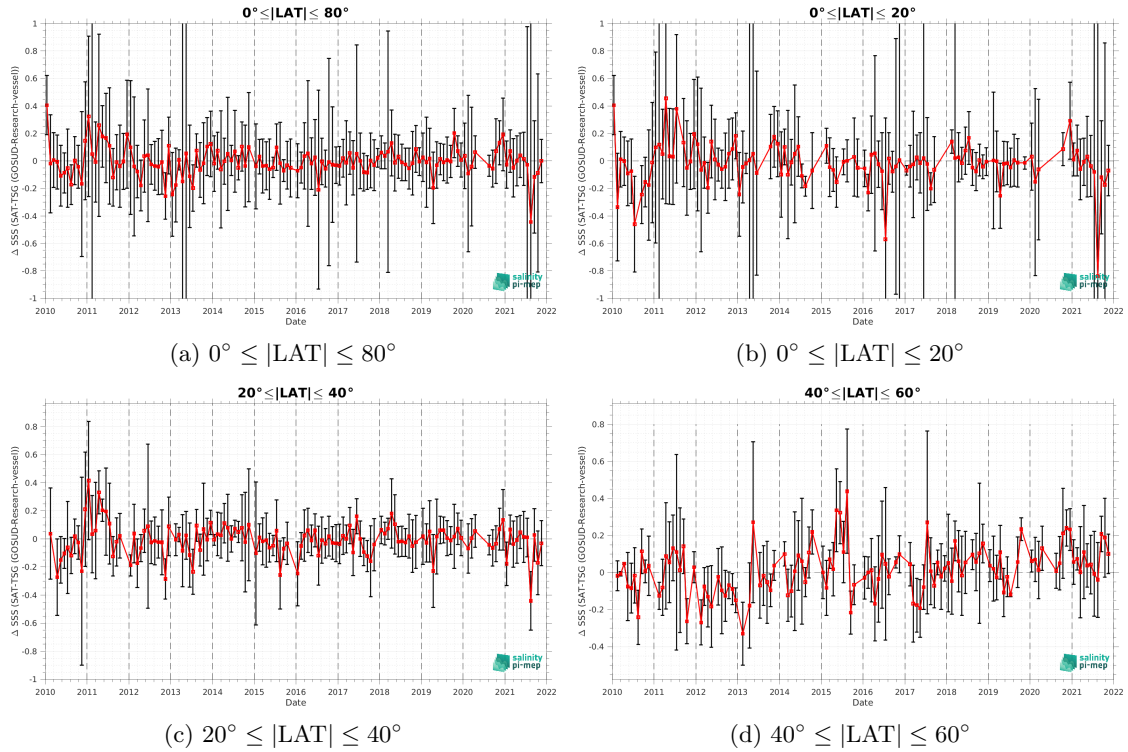 0°≤|LAT|≤ 80°
Δ SSS (SAT-TSG (GOSUD-Research-vessel))
1
0.8
0.6
0.4
0.2
0
-0.2
-0.4
-0.6
-0.8
-1
salinity
pi-mep
2010 2011 2012 2013 2014 2015 2016 2017 2018 2019 2020 2021 2022
Date
(a) 0° ≤ |LAT| ≤ 80°
0°≤|LAT|≤ 20°
Δ SSS (SAT-TSG (GOSUD-Research-vessel))
1
0.8
0.6
0.4
0.2
0
-0.2
-0.4
-0.6
-0.8
-1
salinity
pi-mep
2010 2011 2012 2013 2014 2015 2016 2017 2018 2019 2020 2021 2022
Date
(b) 0° ≤ |LAT| ≤ 20°
20°≤|LAT|≤ 40°
Δ SSS (SAT-TSG (GOSUD-Research-vessel))
0.8
0.6
0.4
0.2
0
-0.2
-0.4
-0.6
-0.8
-1
salinity
pi-mep
2010 2011 2012 2013 2014 2015 2016 2017 2018 2019 2020 2021 2022
Date
(c) 20° ≤ |LAT| ≤ 40°
40°≤|LAT|≤ 60°
Δ SSS (SAT-TSG (GOSUD-Research-vessel))
1
0.8
0.6
0.4
0.2
0
-0.2
-0.4
-0.6
salinity
pi-mep
2010 2011 2012 2013 2014 2015 2016 2017 2018 2019 2020 2021 2022
Date
(d) 40° ≤ |LAT| ≤ 60°